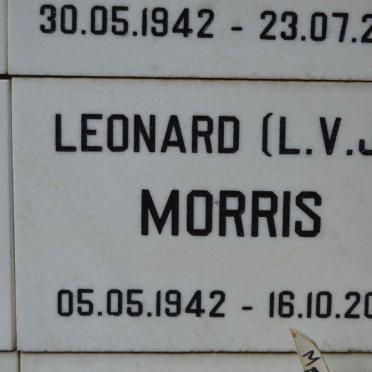 30.05.1942 - 23.07.2
LEONARD (L.V.J
MORRIS
05.05.1942 - 16.10.20